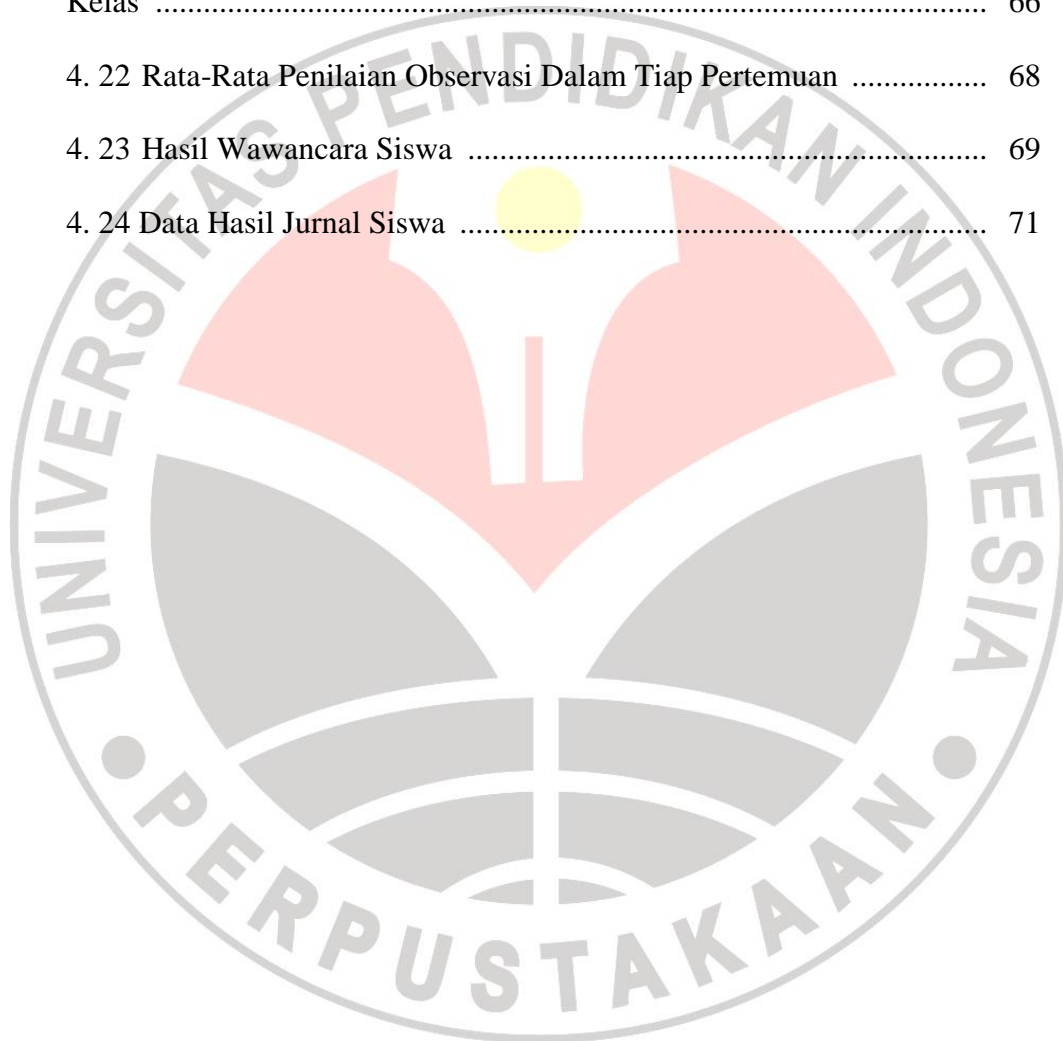 Kelas ........................................................................................................ 66
4. 22 Rata-Rata Penilaian Observasi Dalam Tiap Pertemuan ................. 68
4. 23 Hasil Wawancara Siswa .................................................................. 69
4. 24 Data Hasil Jurnal Siswa ................................................................... 71
UNIVERSITAS PENDIDIKAN INDONESIA
PERPUSTAKAAN